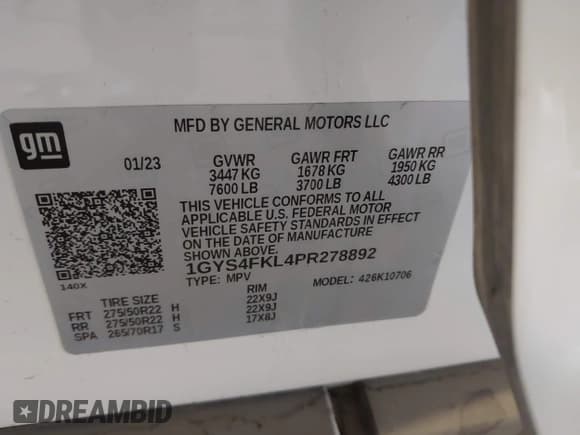 gm
MFD BY GENERAL MOTORS LLC
01/23 GVWR GAWR FRT GAWR RR
3447 KG 1678 KG 1950 KG
7600 LB 3700 LB 4300 LB
THIS VEHICLE CONFORMS TO ALL
APPLICABLE U.S. FEDERAL MOTOR
VEHICLE SAFETY STANDARDS IN EFFECT
ON THE DATE OF MANUFACTURE
SHOWN ABOVE.
1GYS4FKL4PR278892
TYPE: MPV MODEL: 426K10706
140X
TIRE SIZE RIM
FRT 275/50R22 H 22X9J
RR 275/50R22 H 22X9J
SPA 265/70R17 S 17X8J
DREAMBID